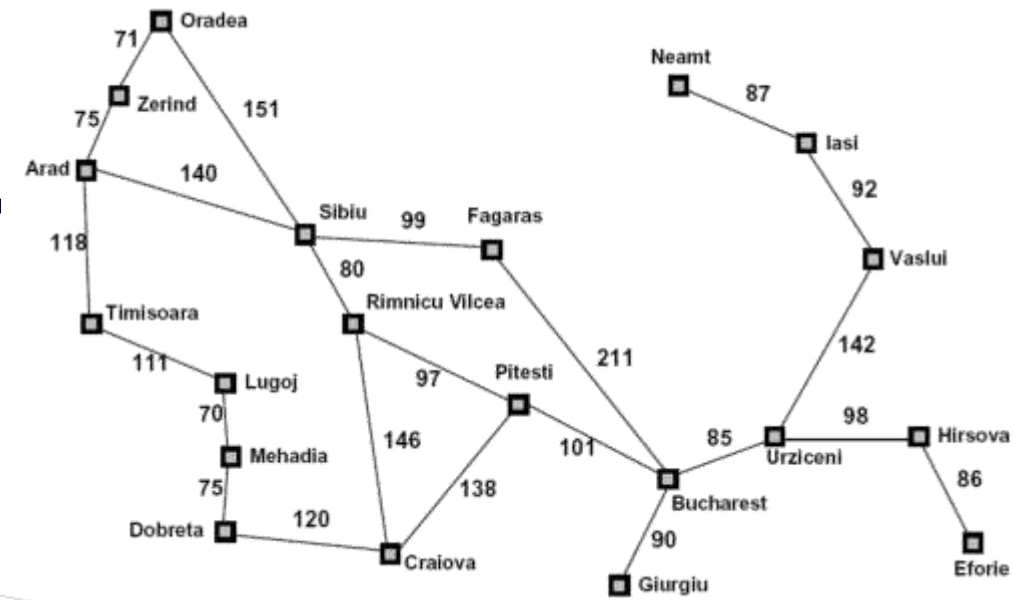 Oradea
71
Neamt
Zerind
87
151
75
Iasi
Arad
140
92
Sibiu
99
Fagaras
118
80
Vaslui
Rimnicu Vilcea
Timisoara
142
111
97
211
Pitesti
Lugoj
70
98
146
101
85
Hirsova
Mehadia
Urziceni
75
138
86
Bucharest
Dobreta
120
90
Craiova
Eforie
Giurgiu